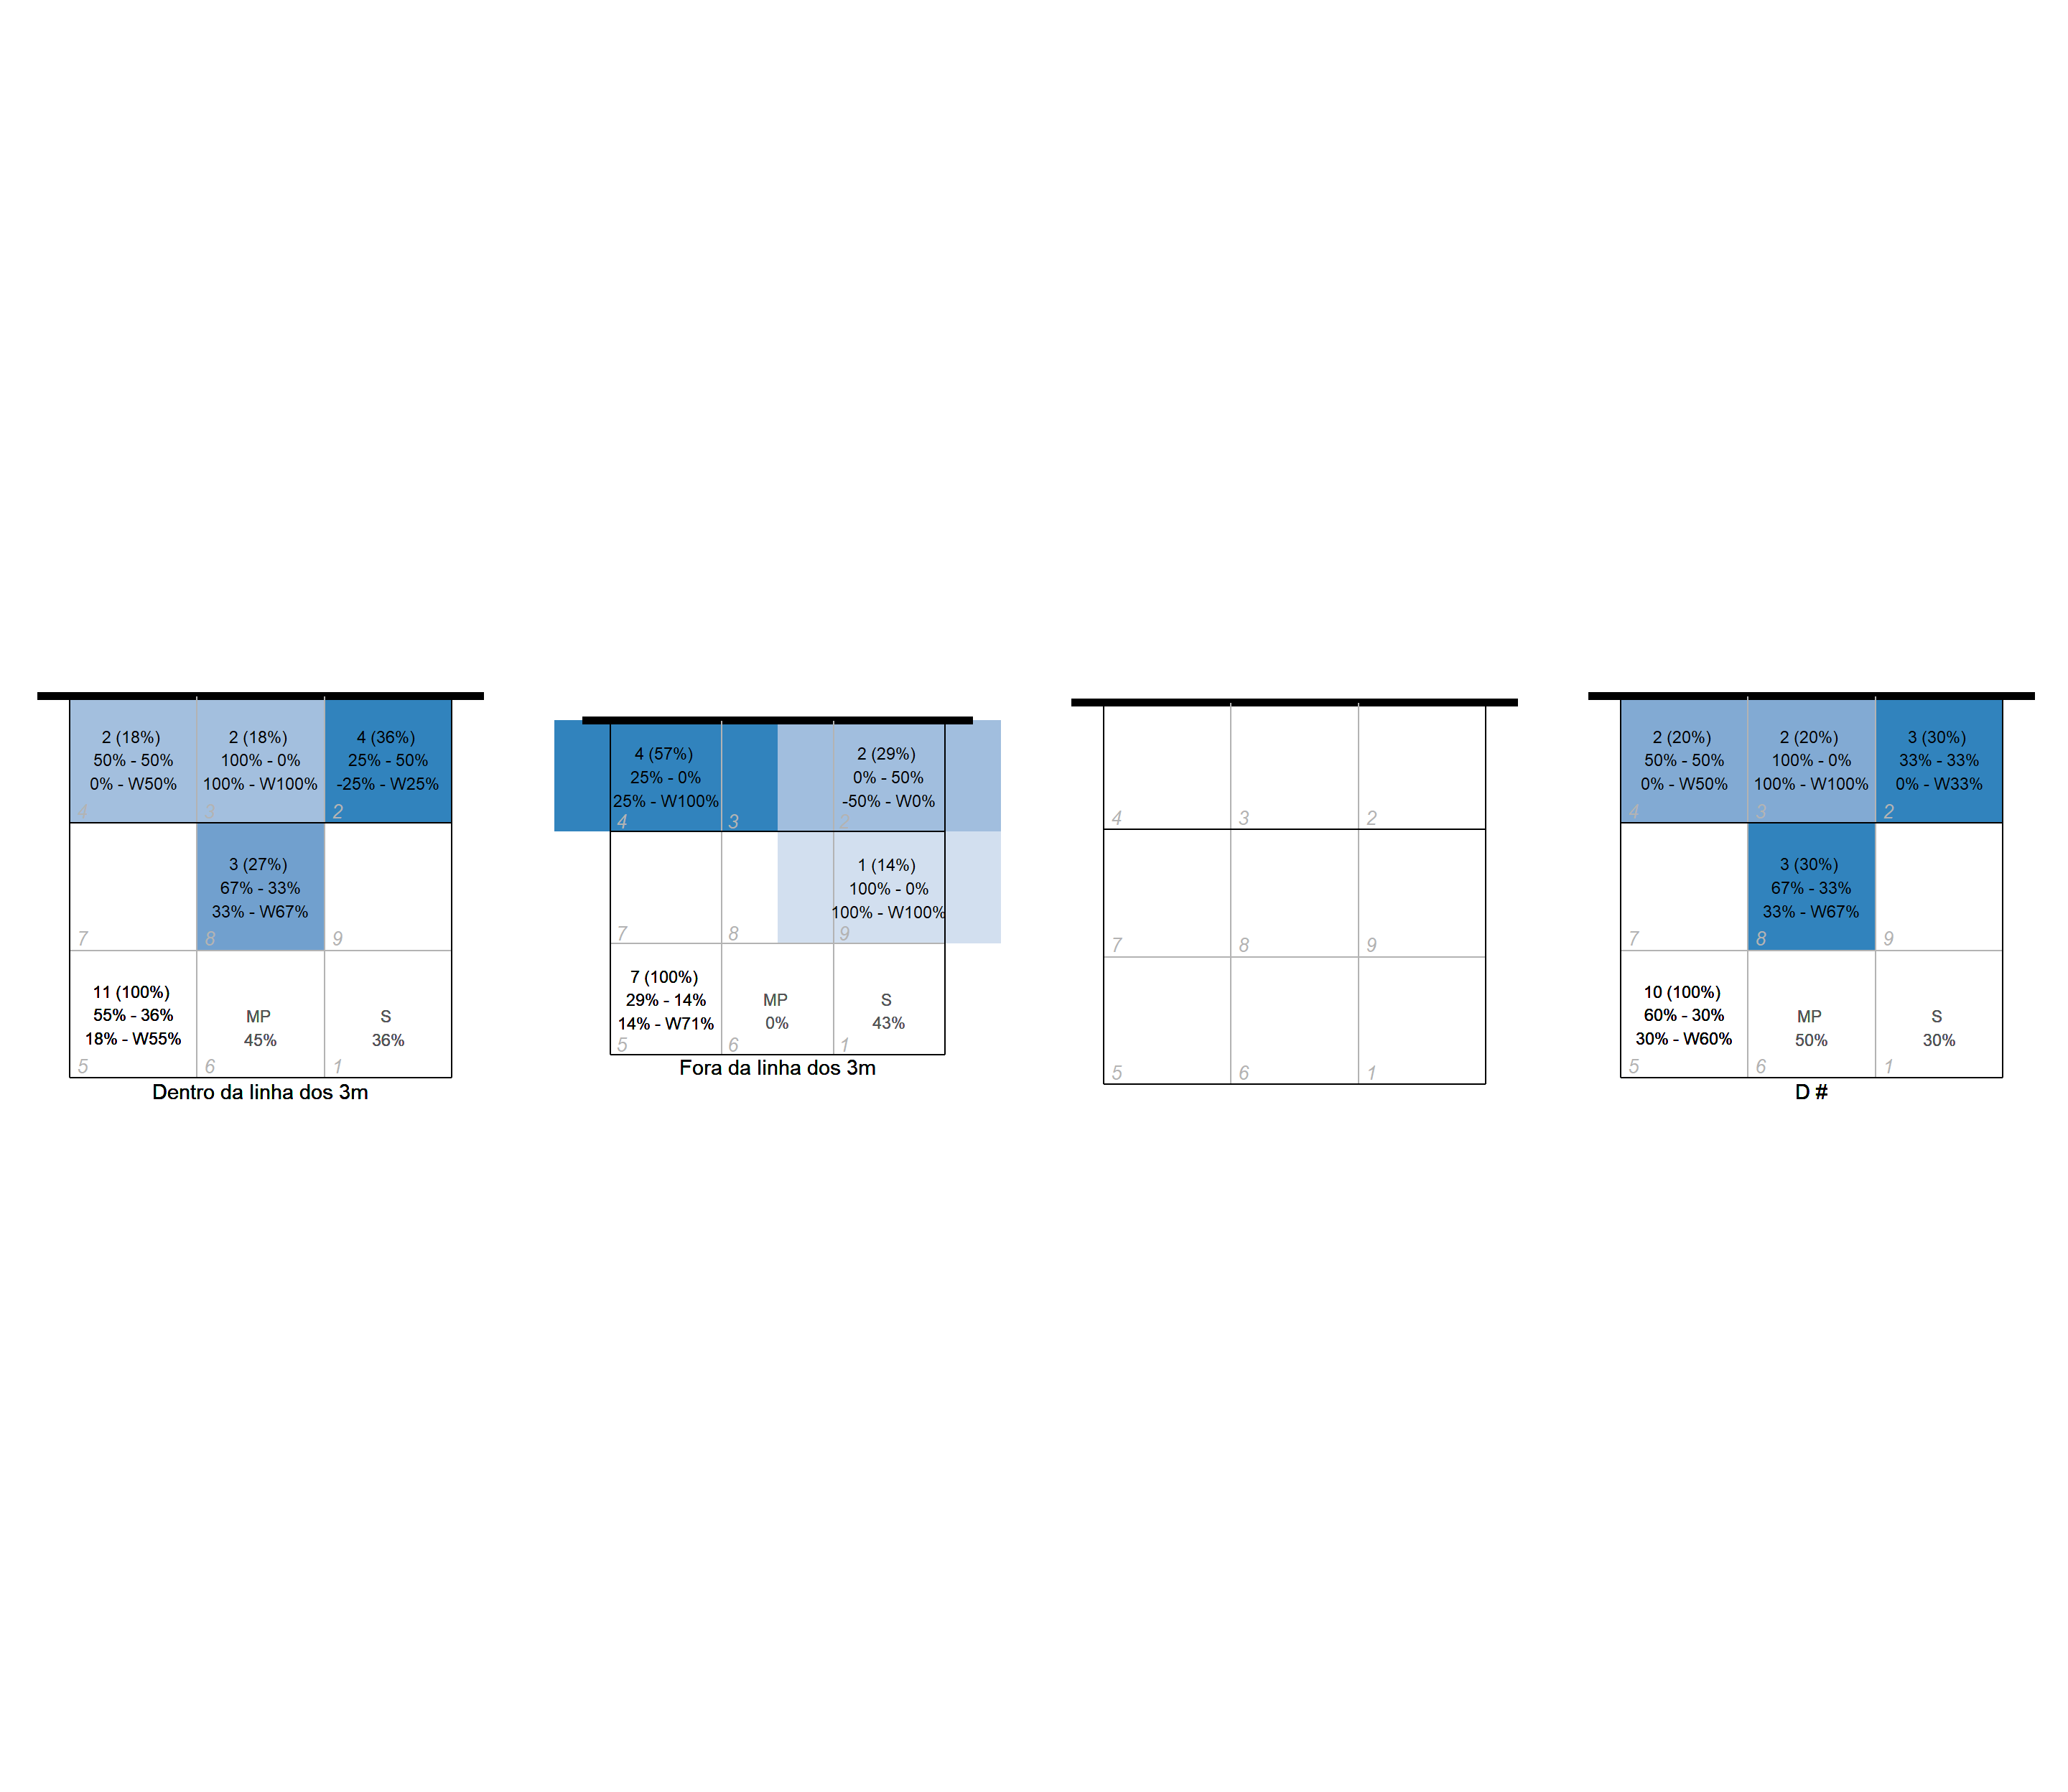 2 (18%)
50% - 50%
0% - W50%
4
2 (18%)
100% - 0%
100% - W100%
3
4 (36%)
25% - 50%
-25% - W25%
2
7
3 (27%)
67% - 33%
33% - W67%
8
9
11 (100%)
55% - 36%
18% - W55%
5
MP
45%
6
S
36%
1
Dentro da linha dos 3m
4 (57%)
25% - 0%
25% - W100%
4
3
2 (29%)
0% - 50%
-50% - W0%
2
7
8
1 (14%)
100% - 0%
100% - W100%
9
7 (100%)
29% - 14%
14% - W71%
5
MP
0%
6
S
43%
1
Fora da linha dos 3m
4
3
2
7
8
9
5
6
1
2 (20%)
50% - 50%
0% - W50%
4
2 (20%)
100% - 0%
100% - W100%
3
3 (30%)
33% - 33%
0% - W33%
2
7
3 (30%)
67% - 33%
33% - W67%
8
9
10 (100%)
60% - 30%
30% - W60%
5
MP
50%
6
S
30%
1
D #